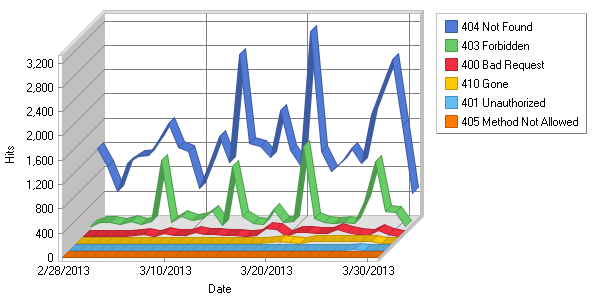 404 Not Found
403 Forbidden
400 Bad Request
410 Gone
401 Unauthorized
405 Method Not Allowed
3,200
2,800
2,400
2,000
1,600
1,200
800
400
0
Hits
2/28/2013 3/10/2013 3/20/2013 3/30/2013
Date